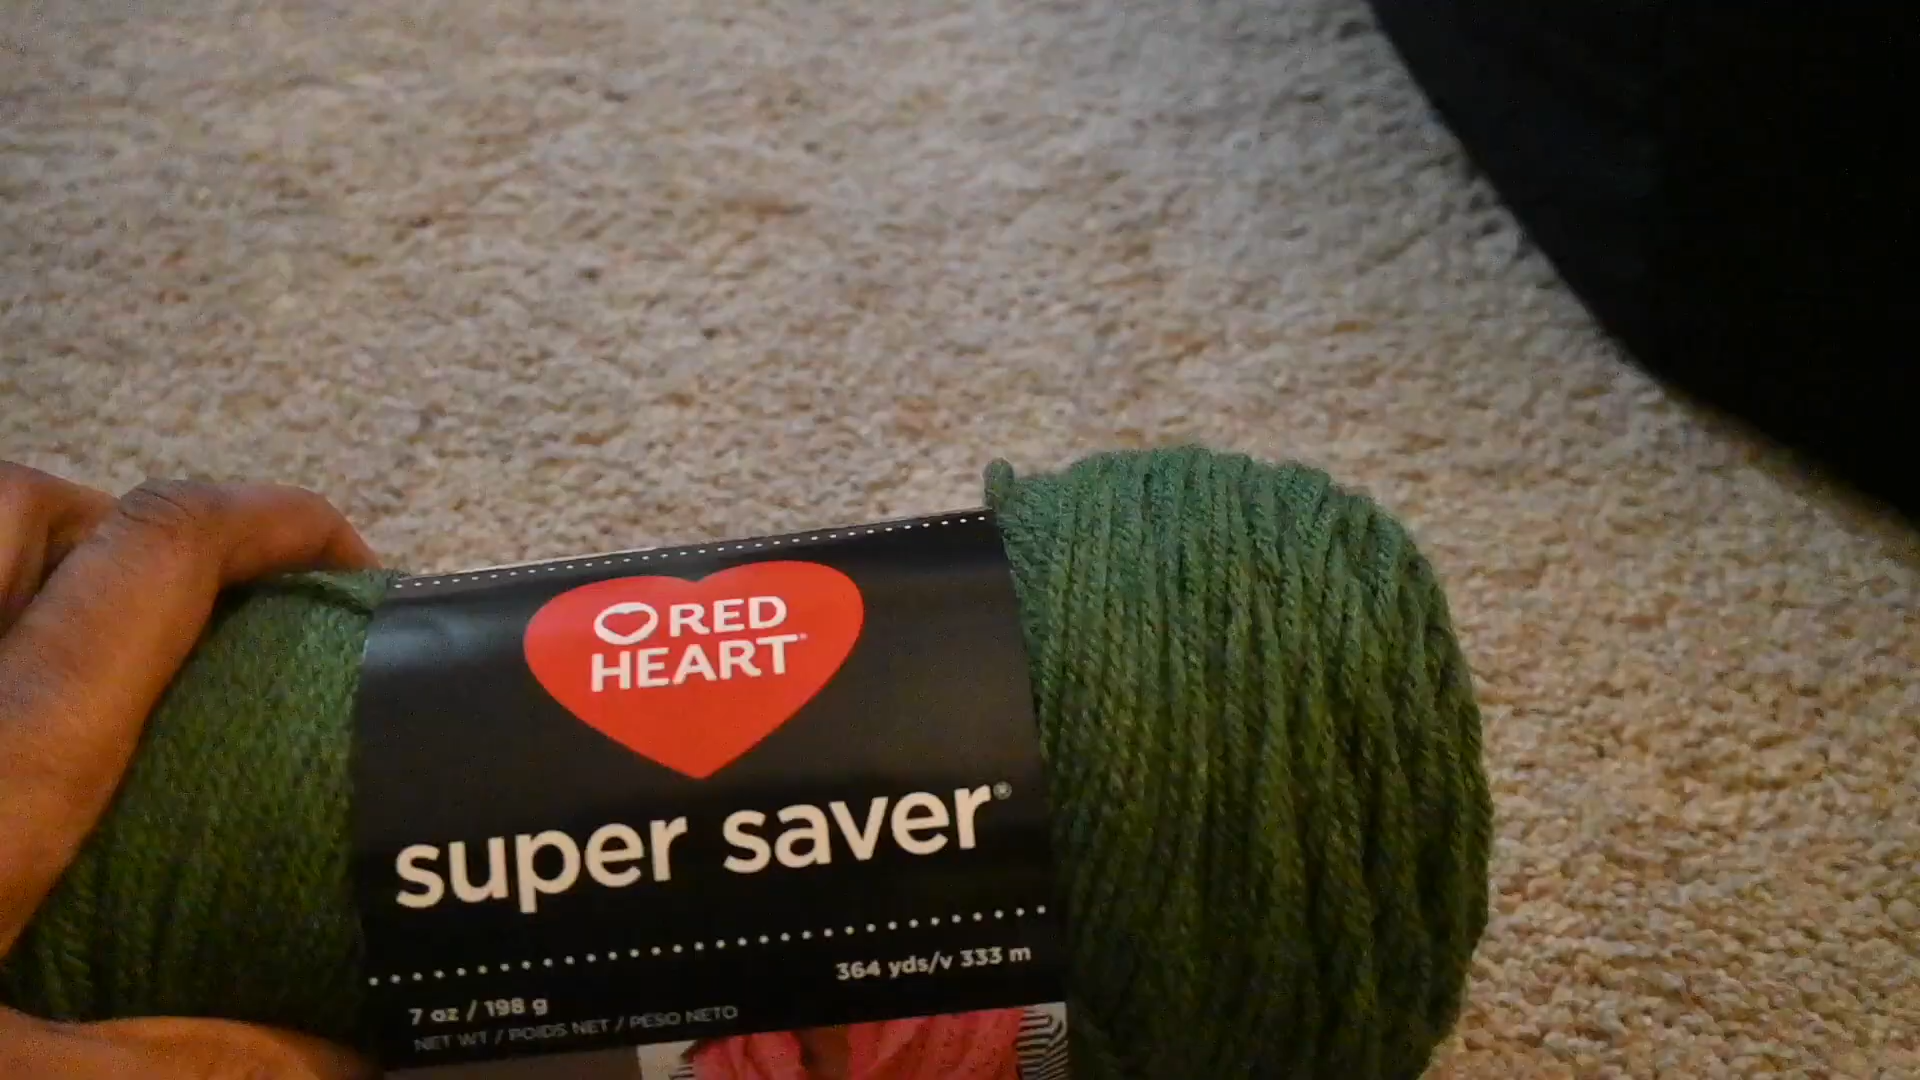 RED
HEART
super saver®
364 yds/v 333 m
7 oz / 198 g
NET WT / POIDS NET / PESO NETO